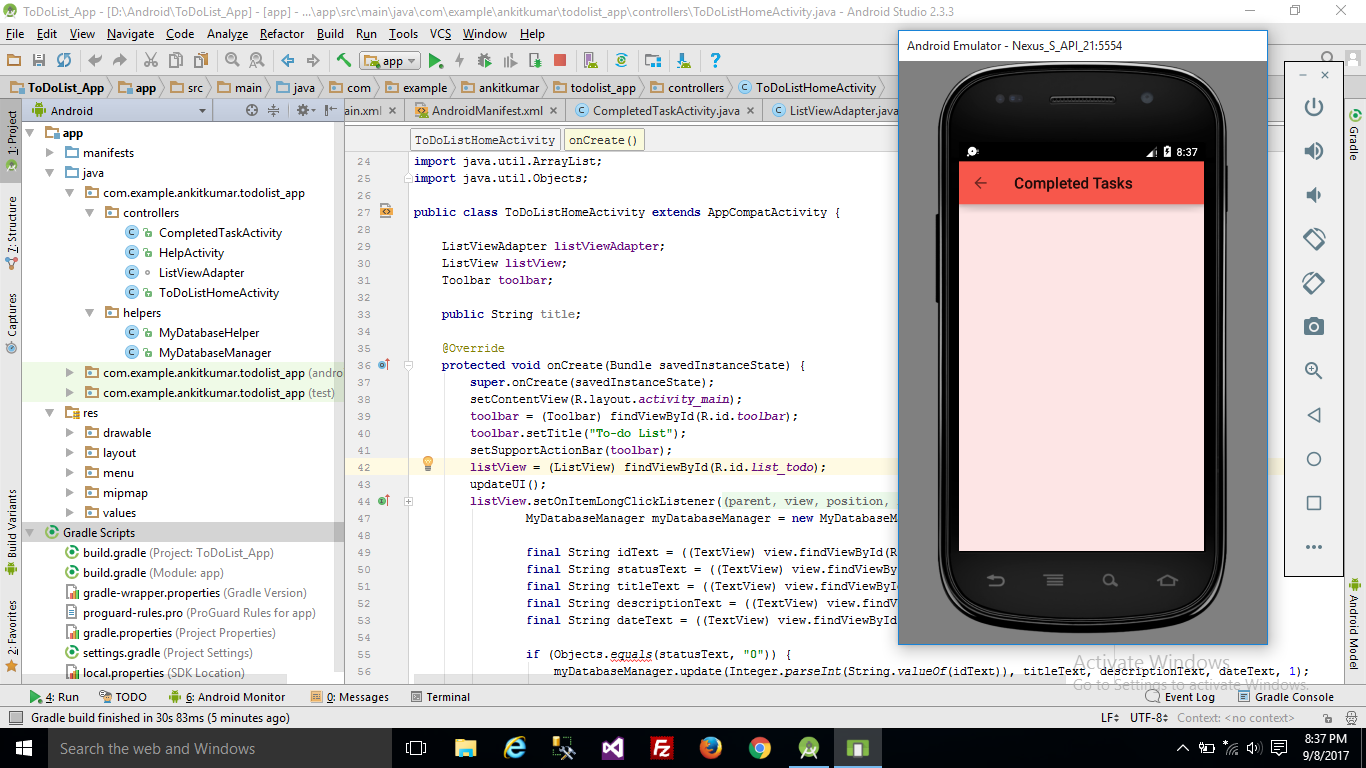 ToDoList_App - [D:\Android\ToDoList_App] - [app] - ...\app\src\main\java\com\example\ankitkumar\todolist_app\controllers\ToDoListHomeActivity.java - Android Studio 2.3.3
File Edit View Navigate Code Analyze Refactor Build Run Tools VCS Window Help
app
ToDoList_App app src main java com example ankitkumar todolist_app controllers ToDoListHomeActivity
Android
ain.xml AndroidManifest.xml CompletedTaskActivity.java ListViewAdapter.java
ToDoListHomeActivity onCreate()
1: Project
7: Structure
Captures
Build Variants
2: Favorites
app
manifests
java
com.example.ankitkumar.todolist_app
controllers
CompletedTaskActivity
HelpActivity
ListViewAdapter
ToDoListHomeActivity
helpers
MyDatabaseHelper
MyDatabaseManager
com.example.ankitkumar.todolist_app (andro
com.example.ankitkumar.todolist_app (test)
res
drawable
layout
menu
mipmap
values
Gradle Scripts
build.gradle (Project: ToDoList_App)
build.gradle (Module: app)
gradle-wrapper.properties (Gradle Version)
proguard-rules.pro (ProGuard Rules for app)
gradle.properties (Project Properties)
settings.gradle (Project Settings)
local.properties (SDK Location)
24 import java.util.ArrayList;
25 import java.util.Objects;
26
27 public class ToDoListHomeActivity extends AppCompatActivity {
28
29 ListViewAdapter listViewAdapter;
30 ListView listView;
31 Toolbar toolbar;
32
33 public String title;
34
35 @Override
36 protected void onCreate(Bundle savedInstanceState) {
37 super.onCreate(savedInstanceState);
38 setContentView(R.layout.activity_main);
39 toolbar = (Toolbar) findViewById(R.id.toolbar);
40 toolbar.setTitle("To-do List");
41 setSupportActionBar(toolbar);
42 listView = (ListView) findViewById(R.id.list_todo);
43 updateUI();
44 listView.setOnItemLongClickListener((parent, view, position,
47 MyDatabaseManager myDatabaseManager = new MyDatabaseM
48
49 final String idText = ((TextView) view.findViewById(R
50 final String statusText = ((TextView) view.findViewBy
51 final String titleText = ((TextView) view.findViewByI
52 final String descriptionText = ((TextView) view.findV
53 final String dateText = ((TextView) view.findViewById
54
55 if (Objects.equals(statusText, "0")) {
56 myDatabaseManager.update(Integer.parseInt(String.valueOf(idText)), titleText, descriptionText, dateText, 1);
Android Emulator - Nexus_S_API_21:5554
8:37
Completed Tasks
Gradle
Android Model
Activate Windows
Go to Settings to activate Windows.
4: Run TODO 6: Android Monitor 0: Messages Terminal Event Log Gradle Console
Gradle build finished in 30s 83ms (5 minutes ago) LF UTF-8 Context: <no context>
Search the web and Windows
8:37 PM
9/8/2017